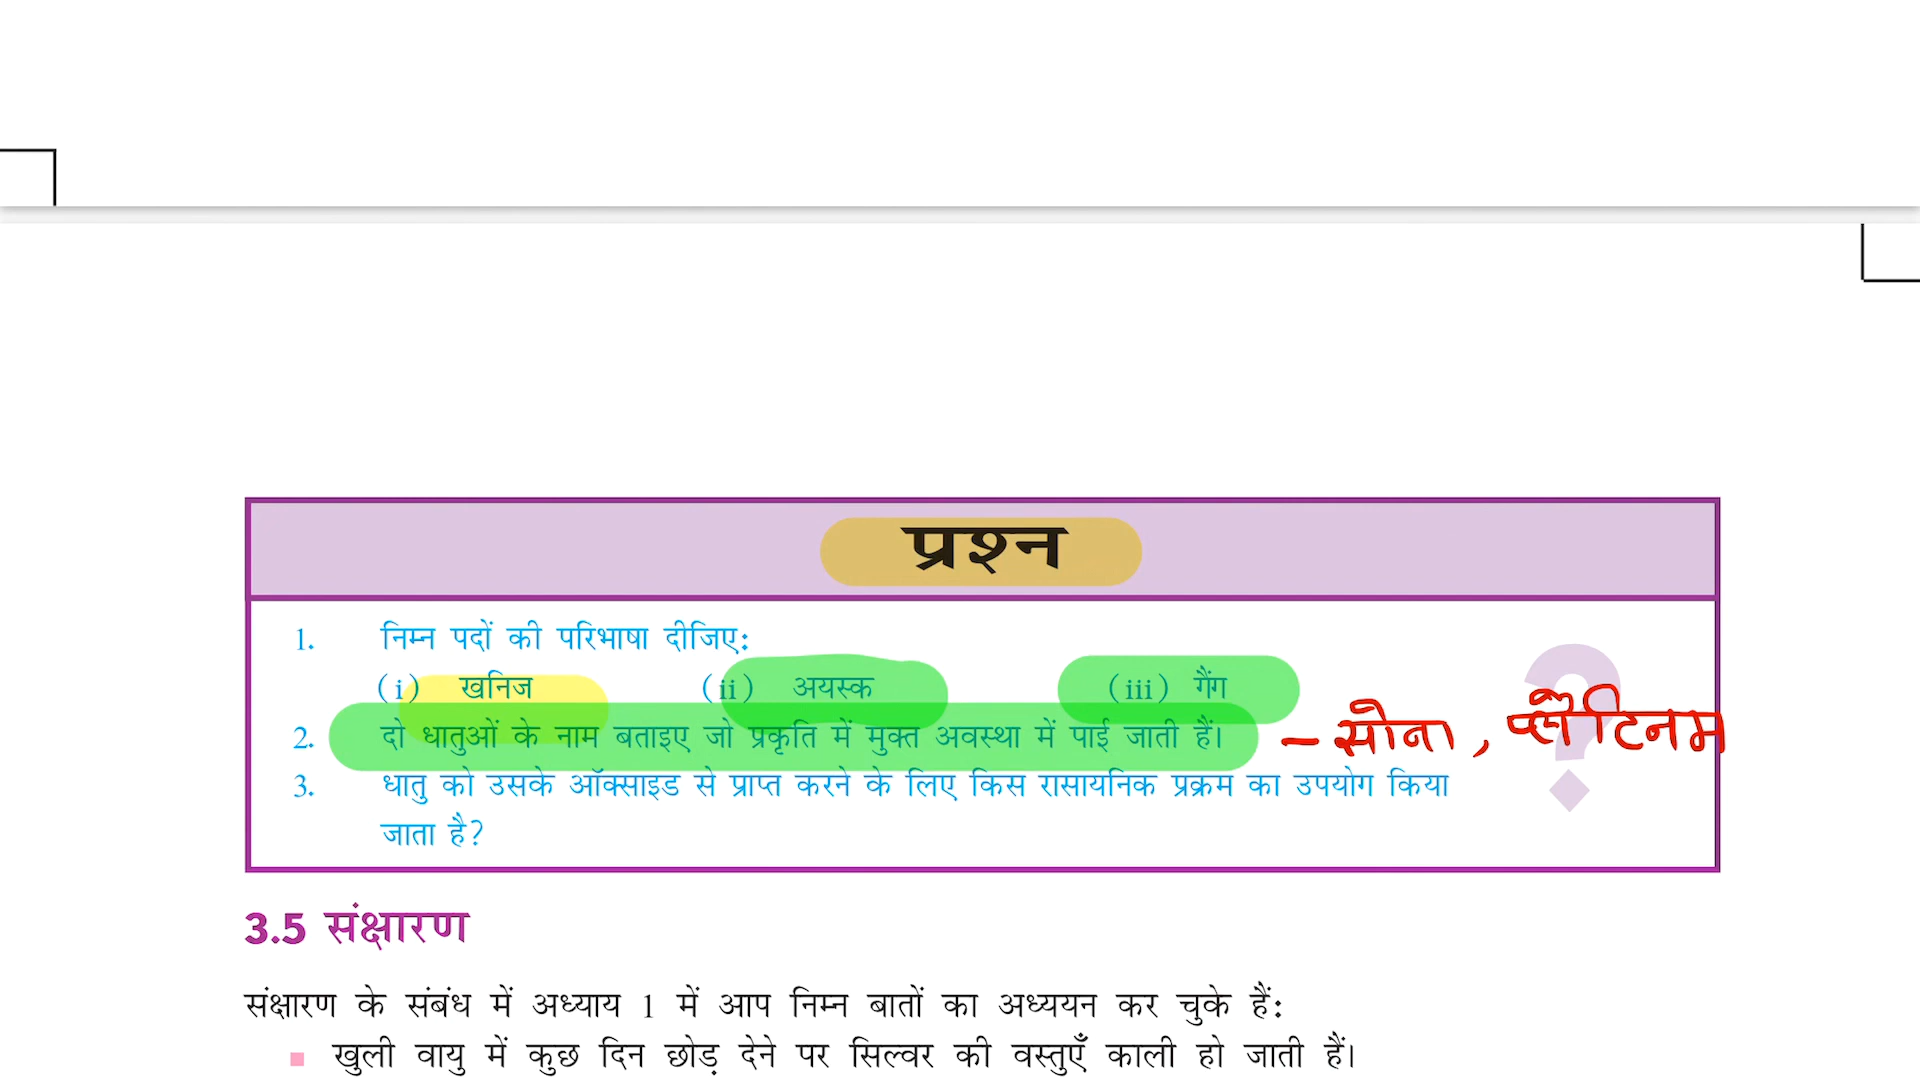 प्रश्न
1. निम्न पदों की परिभाषा दीजिए:
(i) खनिज (ii) अयस्क (iii) गैंग
2. दो धातुओं के नाम बताइए जो प्रकृति में मुक्त अवस्था में पाई जाती हैं। – सोना, प्लेटिनम
3. धातु को उसके ऑक्साइड से प्राप्त करने के लिए किस रासायनिक प्रक्रम का उपयोग किया
जाता है?
?
3.5 संक्षारण
संक्षारण के संबंध में अध्याय 1 में आप निम्न बातों का अध्ययन कर चुके हैं:
■ खुली वायु में कुछ दिन छोड़ देने पर सिल्वर की वस्तुएँ काली हो जाती हैं।